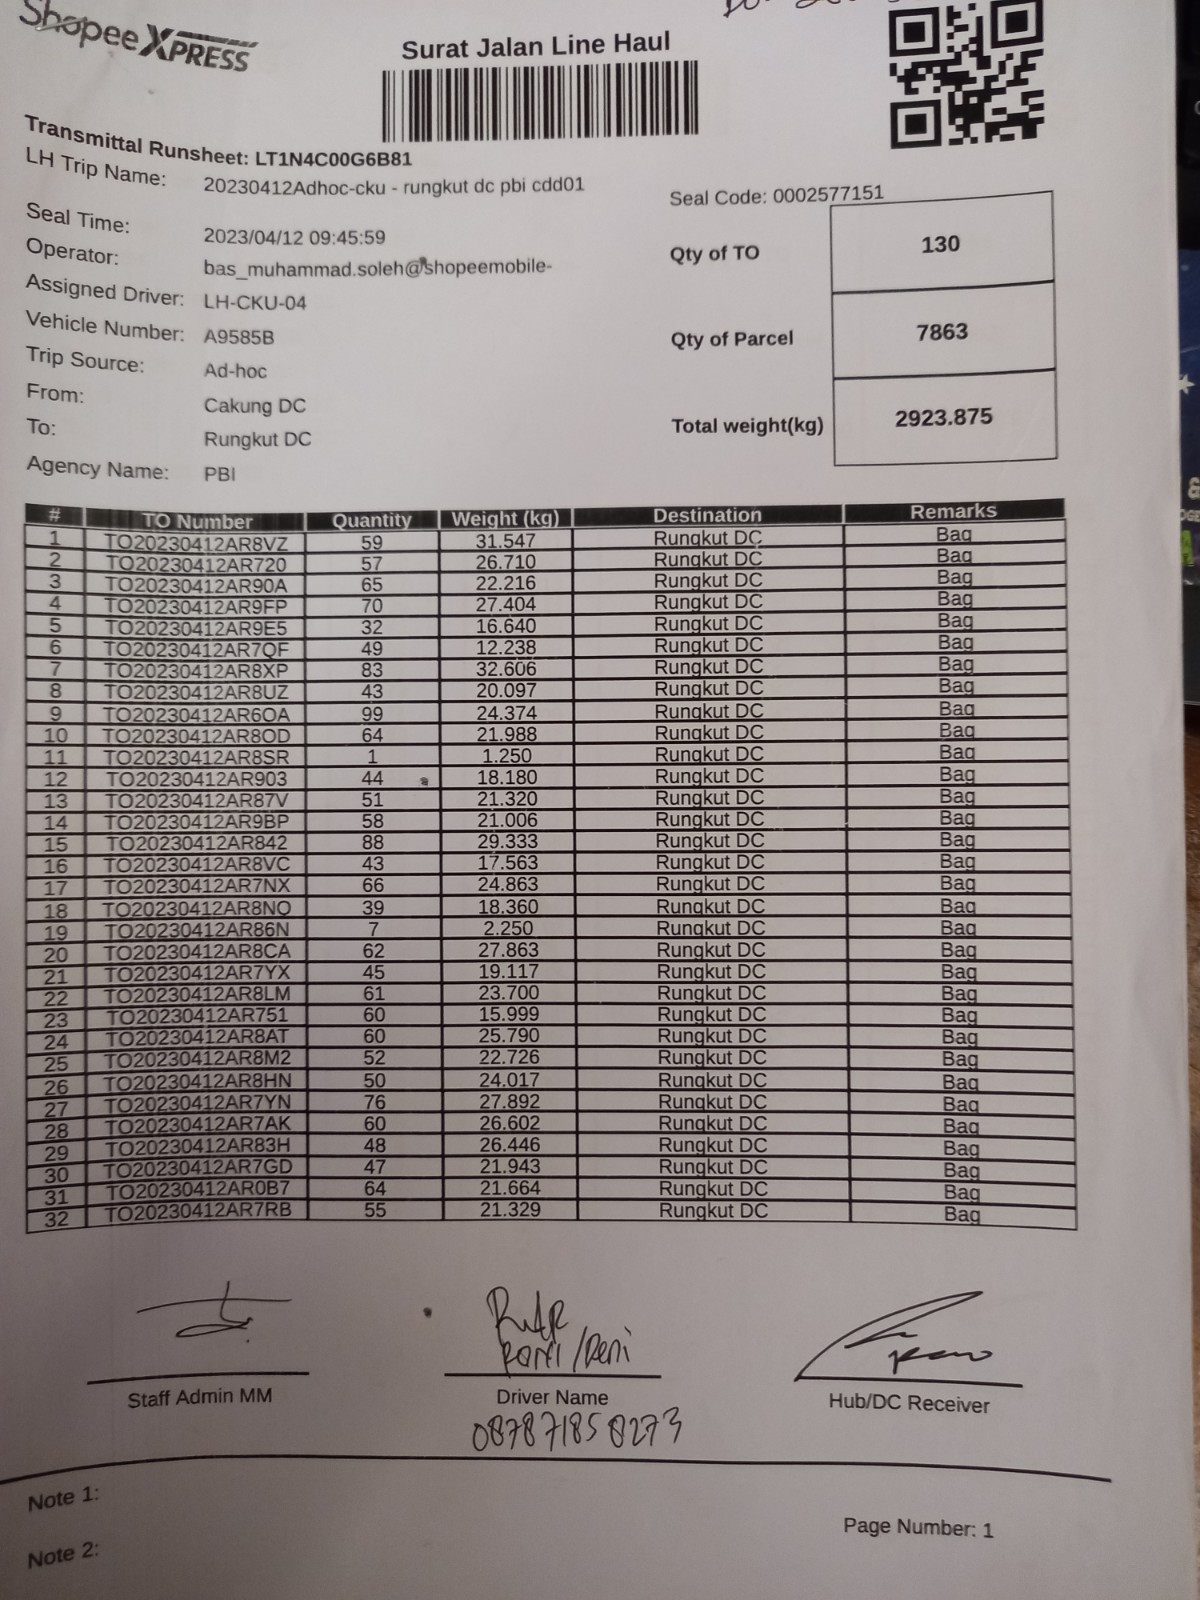 Shopee XPRESS
Surat Jalan Line Haul
Transmittal Runsheet: LT1N4C00G6B81
LH Trip Name: 20230412Adhoc-cku - rungkut dc pbi cdd01
Seal Code: 0002577151
Seal Time: 2023/04/12 09:45:59
Operator: bas_muhammad.soleh@shopeemobile-
Assigned Driver: LH-CKU-04
Vehicle Number: A9585B
Trip Source: Ad-hoc
From: Cakung DC
To: Rungkut DC
Agency Name: PBI
Qty of TO 130
Qty of Parcel 7863
Total weight(kg) 2923.875
# TO Number Quantity Weight (kg) Destination Remarks
1 TO20230412AR8VZ 59 31.547 Rungkut DC Bag
2 TO20230412AR720 57 26.710 Rungkut DC Bag
3 TO20230412AR90A 65 22.216 Rungkut DC Bag
4 TO20230412AR9FP 70 27.404 Rungkut DC Bag
5 TO20230412AR9E5 32 16.640 Rungkut DC Bag
6 TO20230412AR7QF 49 12.238 Rungkut DC Bag
7 TO20230412AR8XP 83 32.606 Rungkut DC Bag
8 TO20230412AR8UZ 43 20.097 Rungkut DC Bag
9 TO20230412AR6OA 99 24.374 Rungkut DC Bag
10 TO20230412AR8OD 64 21.988 Rungkut DC Bag
11 TO20230412AR8SR 1 1.250 Rungkut DC Bag
12 TO20230412AR903 44 18.180 Rungkut DC Bag
13 TO20230412AR87V 51 21.320 Rungkut DC Bag
14 TO20230412AR9BP 58 21.006 Rungkut DC Bag
15 TO20230412AR842 88 29.333 Rungkut DC Bag
16 TO20230412AR8VC 43 17.563 Rungkut DC Bag
17 TO20230412AR7NX 66 24.863 Rungkut DC Bag
18 TO20230412AR8NO 39 18.360 Rungkut DC Bag
19 TO20230412AR86N 7 2.250 Rungkut DC Bag
20 TO20230412AR8CA 62 27.863 Rungkut DC Bag
21 TO20230412AR7YX 45 19.117 Rungkut DC Bag
22 TO20230412AR8LM 61 23.700 Rungkut DC Bag
23 TO20230412AR751 60 15.999 Rungkut DC Bag
24 TO20230412AR8AT 60 25.790 Rungkut DC Bag
25 TO20230412AR8M2 52 22.726 Rungkut DC Bag
26 TO20230412AR8HN 50 24.017 Rungkut DC Bag
27 TO20230412AR7YN 76 27.892 Rungkut DC Bag
28 TO20230412AR7AK 60 26.602 Rungkut DC Bag
29 TO20230412AR83H 48 26.446 Rungkut DC Bag
30 TO20230412AR7GD 47 21.943 Rungkut DC Bag
31 TO20230412AR0B7 64 21.664 Rungkut DC Bag
32 TO20230412AR7RB 55 21.329 Rungkut DC Bag
/Deni
Staff Admin MM Driver Name Hub/DC Receiver
087871858273
Note 1:
Note 2:
Page Number: 1